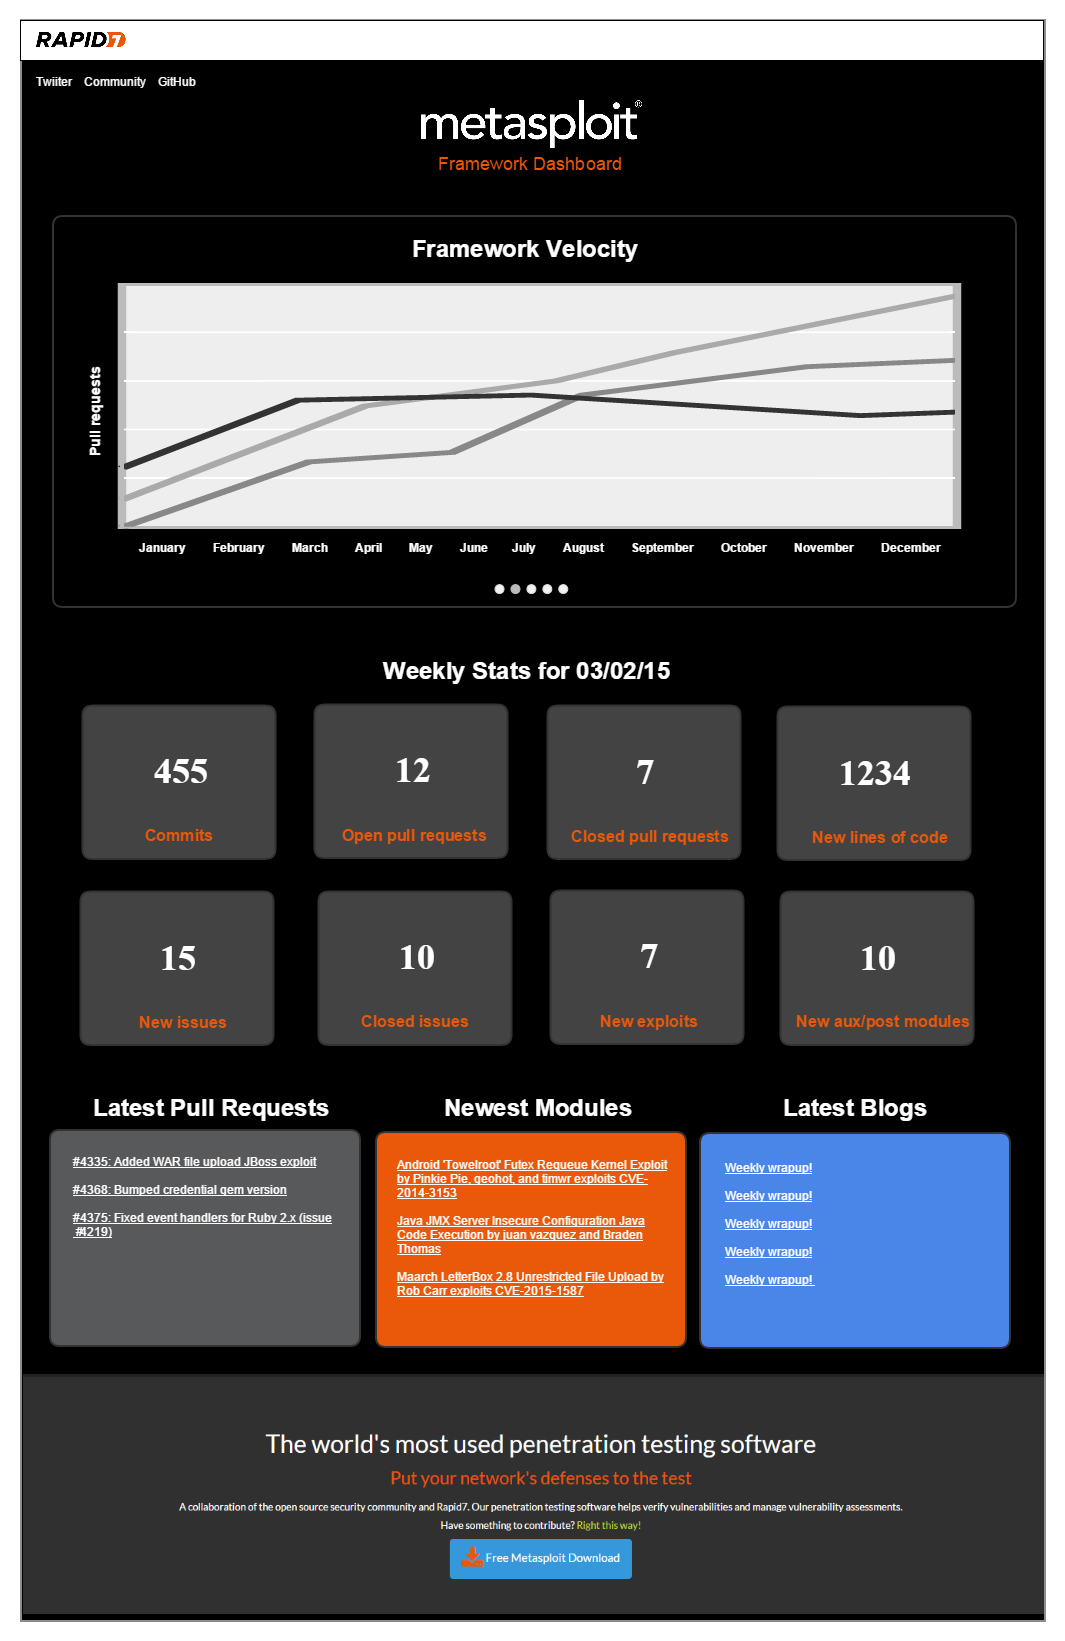 RAPID7
Twiiter Community GitHub
metasploit®
Framework Dashboard
Framework Velocity
Pull requests
January February March April May June July August September October November December
Weekly Stats for 03/02/15
455 12 7 1234
Commits Open pull requests Closed pull requests New lines of code
15 10 7 10
New issues Closed issues New exploits New aux/post modules
Latest Pull Requests
#4335: Added WAR file upload JBoss exploit
#4368: Bumped credential gem version
#4375: Fixed event handlers for Ruby 2.x (issue
#4219)
Newest Modules
Android 'Towelroot' Futex Requeue Kernel Exploit
by Pinkie Pie, geohot, and timwr exploits CVE-
2014-3153
Java JMX Server Insecure Configuration Java
Code Execution by juan vazquez and Braden
Thomas
Maarch LetterBox 2.8 Unrestricted File Upload by
Rob Carr exploits CVE-2015-1587
Latest Blogs
Weekly wrapup!
Weekly wrapup!
Weekly wrapup!
Weekly wrapup!
Weekly wrapup!
The world's most used penetration testing software
Put your network's defenses to the test
A collaboration of the open source security community and Rapid7. Our penetration testing software helps verify vulnerabilities and manage vulnerability assessments.
Have something to contribute? Right this way!
Free Metasploit Download